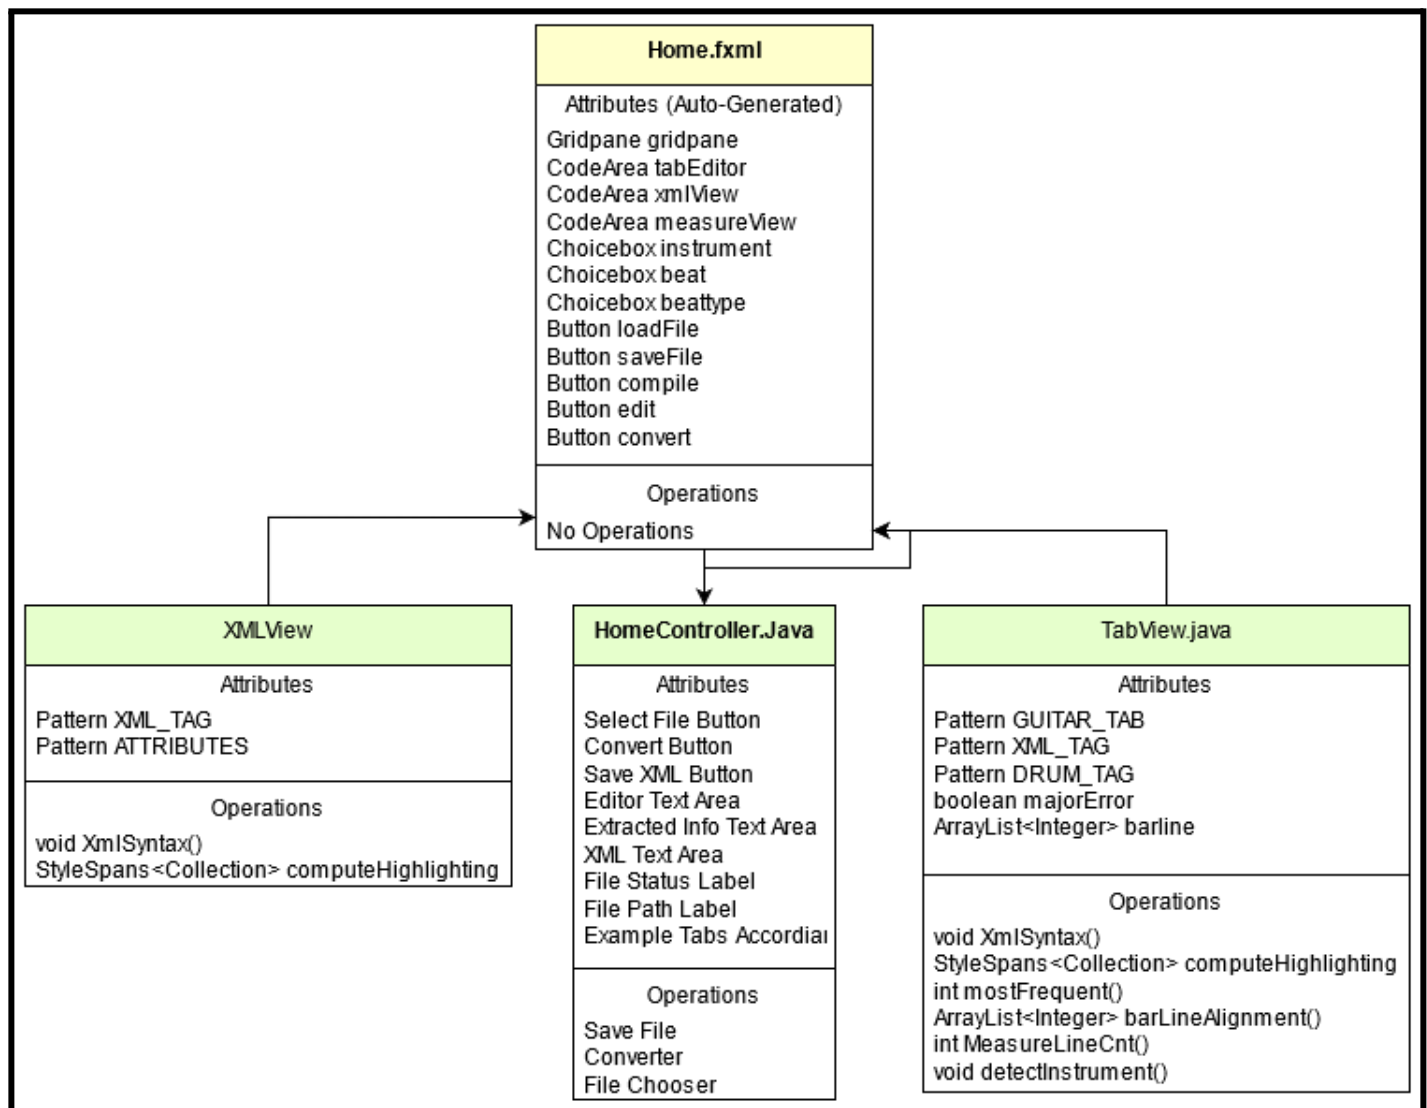 Home.fxml
Attributes (Auto-Generated)
Gridpane gridpane
CodeArea tabEditor
CodeArea xmlView
CodeArea measureView
Choicebox instrument
Choicebox beat
Choicebox beattype
Button loadFile
Button saveFile
Button compile
Button edit
Button convert
Operations
No Operations
XMLView
Attributes
Pattern XML_TAG
Pattern ATTRIBUTES
Operations
void XmlSyntax()
StyleSpans<Collection> computeHighlighting
HomeController.Java
Attributes
Select File Button
Convert Button
Save XML Button
Editor Text Area
Extracted Info Text Area
XML Text Area
File Status Label
File Path Label
Example Tabs Accordian
Operations
Save File
Converter
File Chooser
TabView.java
Attributes
Pattern GUITAR_TAB
Pattern XML_TAG
Pattern DRUM_TAG
boolean majorError
ArrayList<Integer> barline
Operations
void XmlSyntax()
StyleSpans<Collection> computeHighlighting
int mostFrequent()
ArrayList<Integer> barLineAlignment()
int MeasureLineCnt()
void detectInstrument()